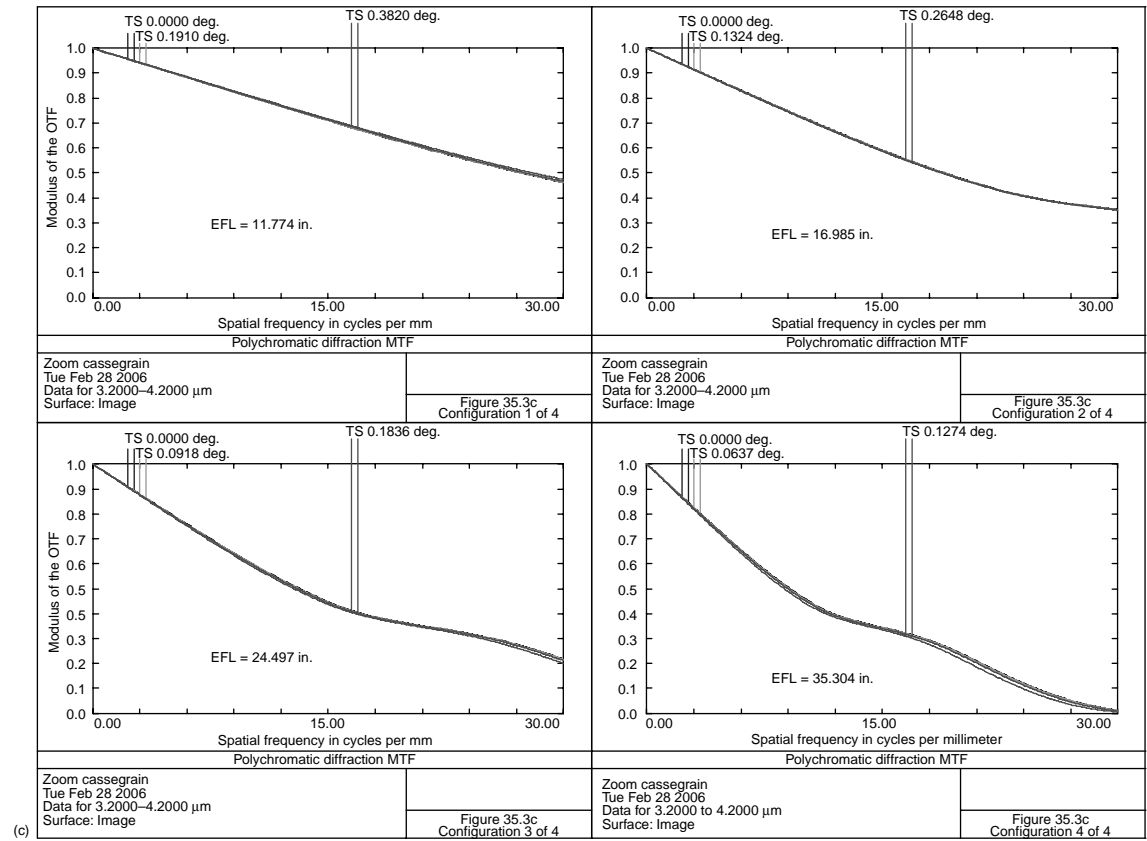 TS 0.0000 deg.
TS 0.1910 deg.
TS 0.3820 deg.
1.0
0.9
0.8
0.7
0.6
0.5
0.4
0.3
0.2
0.1
0.0
Modulus of the OTF
EFL = 11.774 in.
0.00 15.00 30.00
Spatial frequency in cycles per mm
Polychromatic diffraction MTF
Zoom cassegrain
Tue Feb 28 2006
Data for 3.2000–4.2000 µm
Surface: Image
Figure 35.3c
Configuration 1 of 4
TS 0.0000 deg.
TS 0.1324 deg.
TS 0.2648 deg.
1.0
0.9
0.8
0.7
0.6
0.5
0.4
0.3
0.2
0.1
0.0
EFL = 16.985 in.
0.00 15.00 30.00
Spatial frequency in cycles per mm
Polychromatic diffraction MTF
Zoom cassegrain
Tue Feb 28 2006
Data for 3.2000–4.2000 µm
Surface: Image
Figure 35.3c
Configuration 2 of 4
TS 0.0000 deg.
TS 0.0918 deg.
TS 0.1836 deg.
1.0
0.9
0.8
0.7
0.6
0.5
0.4
0.3
0.2
0.1
0.0
Modulus of the OTF
EFL = 24.497 in.
0.00 15.00 30.00
Spatial frequency in cycles per mm
Polychromatic diffraction MTF
Zoom cassegrain
Tue Feb 28 2006
Data for 3.2000–4.2000 µm
Surface: Image
Figure 35.3c
Configuration 3 of 4
TS 0.0000 deg.
TS 0.0637 deg.
TS 0.1274 deg.
1.0
0.9
0.8
0.7
0.6
0.5
0.4
0.3
0.2
0.1
0.0
EFL = 35.304 in.
0.00 15.00 30.00
Spatial frequency in cycles per millimeter
Polychromatic diffraction MTF
Zoom cassegrain
Tue Feb 28 2006
Data for 3.2000 to 4.2000 µm
Surface: Image
Figure 35.3c
Configuration 4 of 4
(c)